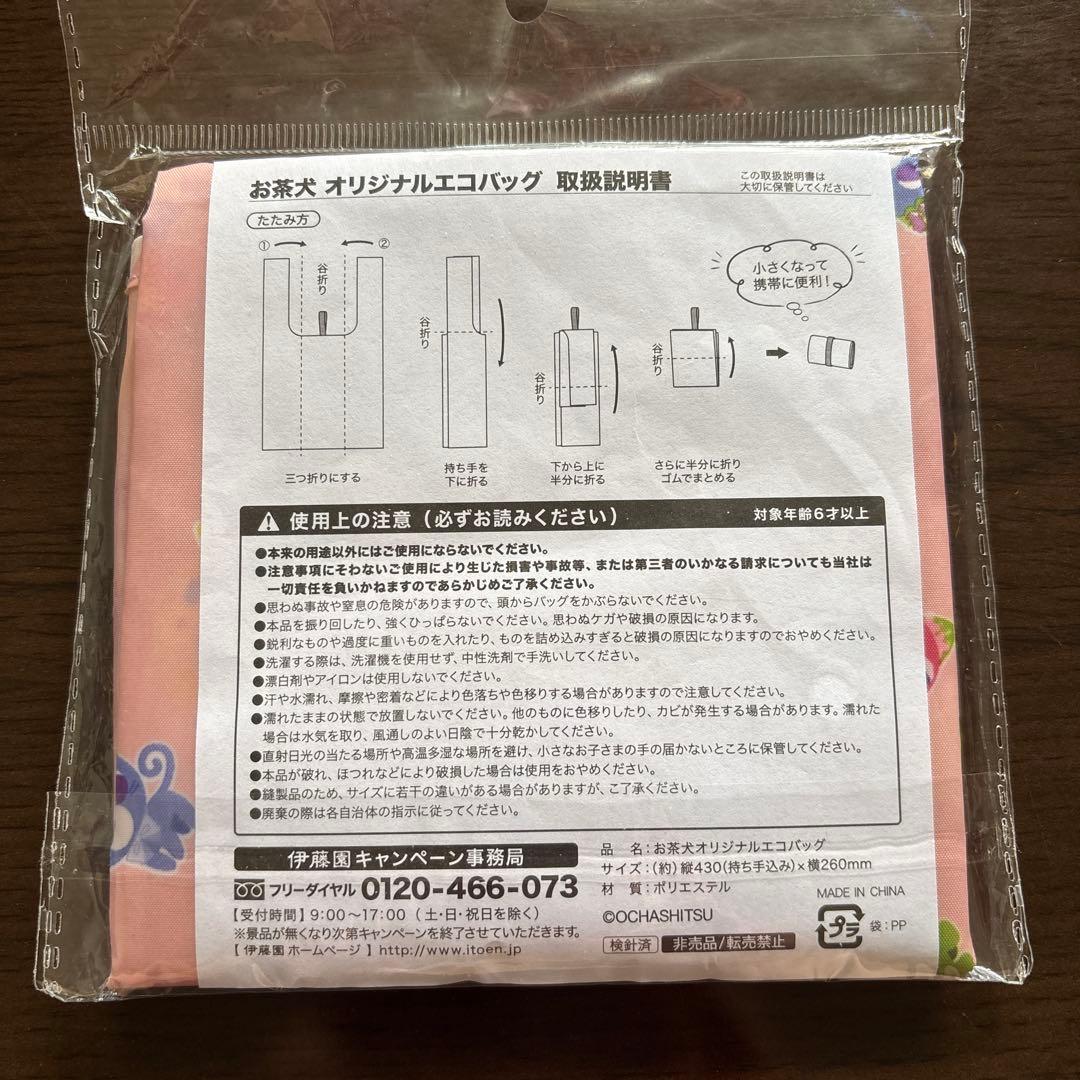 お茶犬 オリジナルエコバッグ 取扱説明書
この取扱説明書は
大切に保管してください
たたみ方
① ②
谷折り
三つ折りにする
谷折り
持ち手を
下に折る
谷折り
下から上に
半分に折る
谷折り
さらに半分に折り
ゴムでまとめる
小さくなって
携帯に便利!
使用上の注意(必ずお読みください) 対象年齢6才以上
●本来の用途以外にはご使用にならないでください。
●注意事項にそわないご使用により生じた損害や事故等、または第三者のいかなる請求についても当社は
一切責任を負いかねますのであらかじめご了承ください。
●思わぬ事故や窒息の危険がありますので、頭からバッグをかぶらないでください。
●本品を振り回したり、強くひっぱらないでください。思わぬケガや破損の原因になります。
●鋭利なものや過度に重いものを入れたり、ものを詰め込みすぎると破損の原因になりますのでおやめください。
●洗濯する際は、洗濯機を使用せず、中性洗剤で手洗いしてください。
●漂白剤やアイロンは使用しないでください。
●汗や水濡れ、摩擦や密着などにより色落ちや色移りする場合がありますので注意してください。
●濡れたままの状態で放置しないでください。他のものに色移りしたり、カビが発生する場合があります。濡れた
場合は水気を取り、風通しのよい日陰で十分乾かしてください。
●直射日光の当たる場所や高温多湿な場所を避け、小さなお子さまの手の届かないところに保管してください。
●本品が破れ、ほつれなどにより破損した場合は使用をおやめください。
●縫製品のため、サイズに若干の違いがある場合がありますが、ご了承ください。
●廃棄の際は各自治体の指示に従ってください。
伊藤園キャンペーン事務局
フリーダイヤル 0120-466-073
【受付時間】9:00〜17:00(土・日・祝日を除く)
※景品が無くなり次第キャンペーンを終了させていただきます。
【伊藤園ホームページ】http://www.itoen.jp/
品 名:お茶犬オリジナルエコバッグ
サイズ:(約)縦430(持ち手込み)×横260mm
材 質:ポリエステル
MADE IN CHINA
©OCHASHITSU
検針済 非売品/転売禁止
プラ 袋:PP